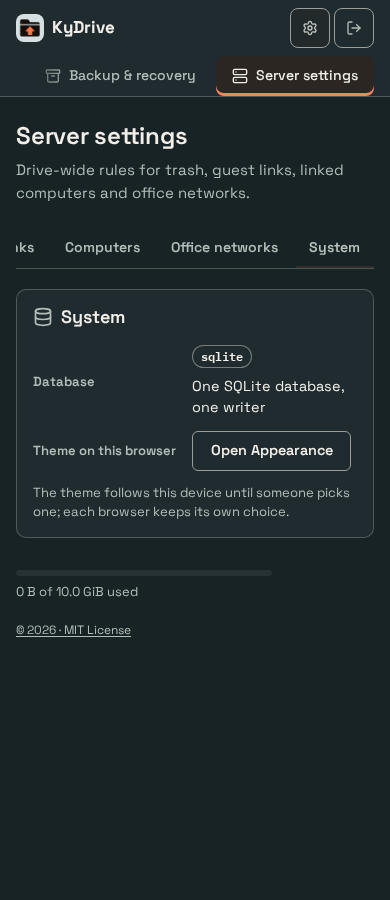 KyDrive
Backup & recovery
Server settings
Server settings
Drive-wide rules for trash, guest links, linked
computers and office networks.
nks
Computers
Office networks
System
System
Database
sqlite
One SQLite database,
one writer
Theme on this browser
Open Appearance
The theme follows this device until someone picks
one; each browser keeps its own choice.
0 B of 10.0 GiB used
© 2026 · MIT License